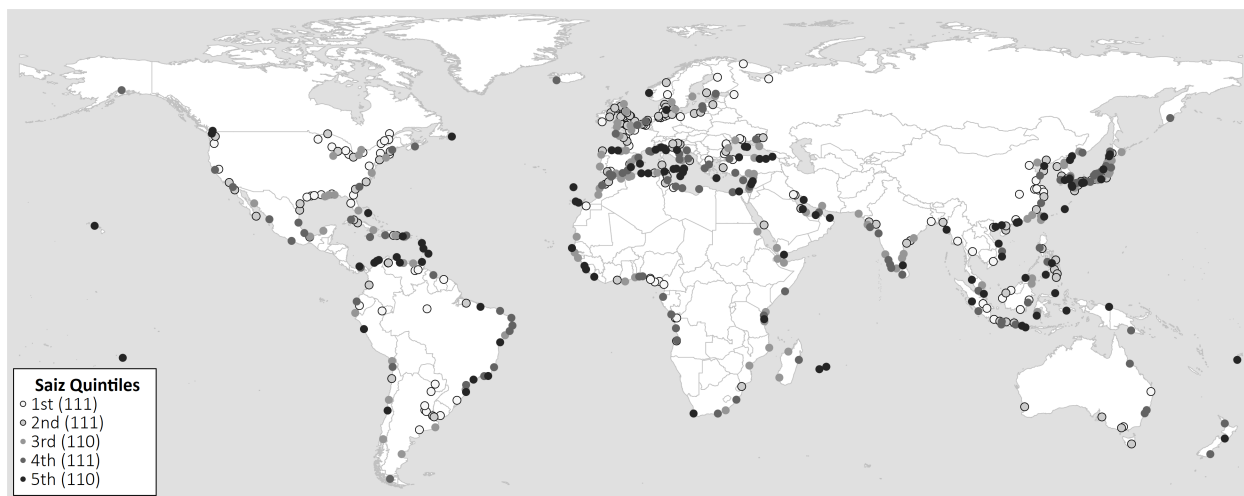 Saiz Quintiles
1st (111)
2nd (111)
3rd (110)
4th (111)
5th (110)